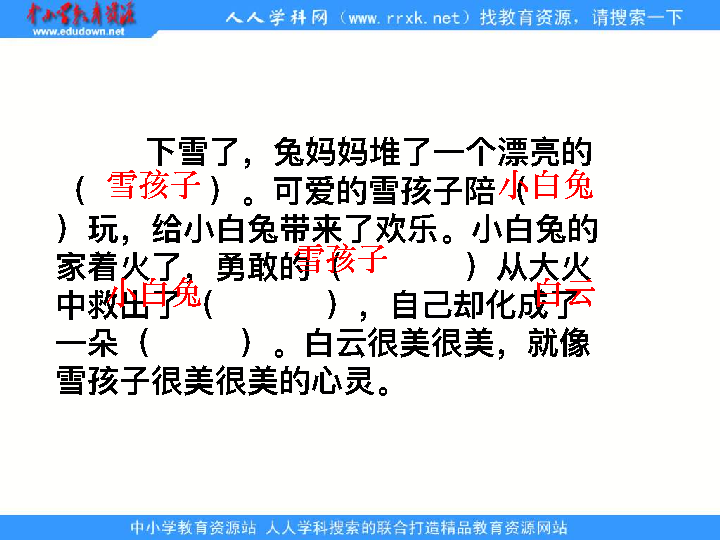 中小学教育资源
www.edudown.net
人人学科网（www.rrxk.net）找教育资源，请搜索一下
下雪了，兔妈妈堆了一个漂亮的
（雪孩子）。可爱的雪孩子陪（小白兔
）玩，给小白兔带来了欢乐。小白兔的
家着火了，勇敢的（雪孩子）从大火
中救出了（小白兔），自己却化成了
一朵（白云）。白云很美很美，就像
雪孩子很美很美的心灵。
中小学教育资源站 人人学科搜索的联合打造精品教育资源网站